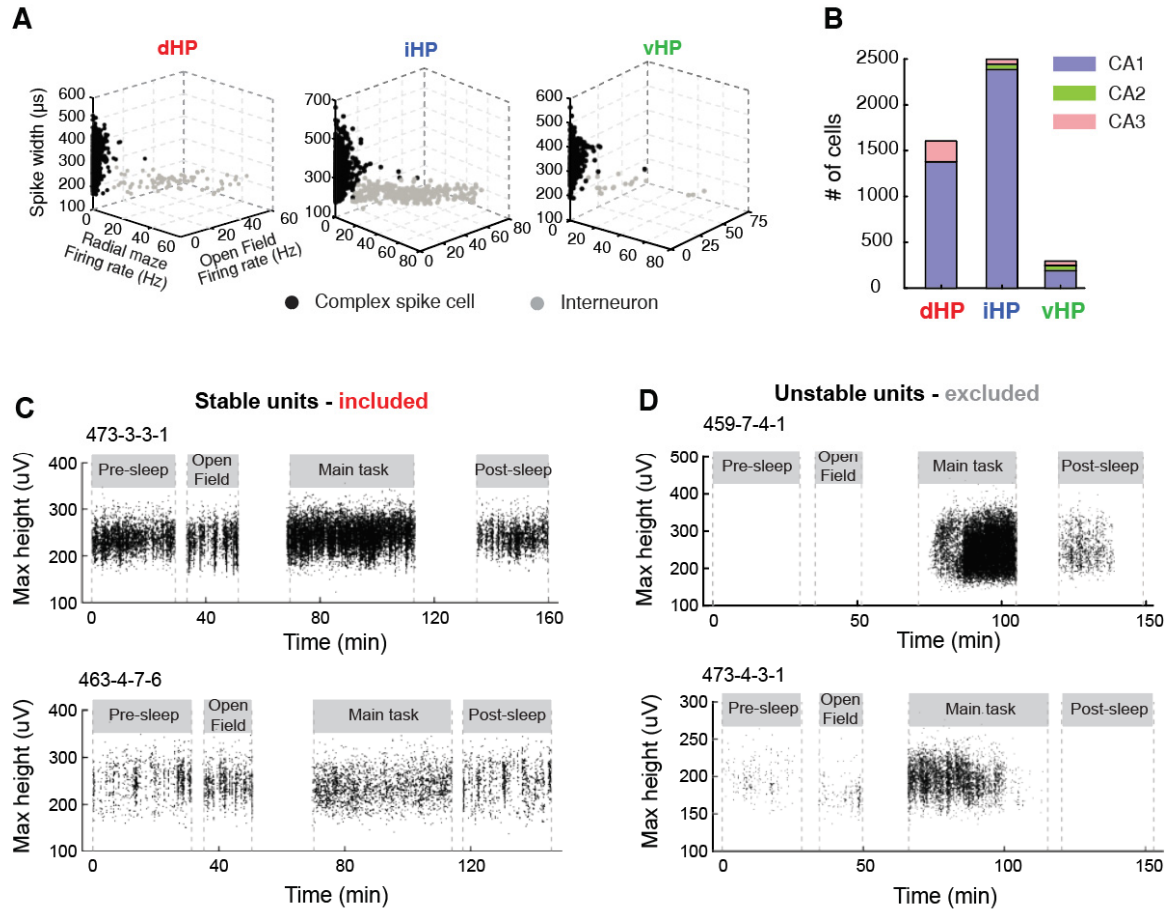 A
dHP
iHP
vHP
Spike width (µs)
600
500
400
300
200
100
0
20
40
60
Radial maze
Firing rate (Hz)
0
20
40
60
Open Field
Firing rate (Hz)
700
500
300
100
0
20
40
60
80
0
20
40
60
80
600
500
400
300
200
100
0
20
40
60
80
0
25
50
75
Complex spike cell
Interneuron
B
# of cells
2500
2000
1500
1000
500
0
dHP
iHP
vHP
CA1
CA2
CA3
C
Stable units - included
473-3-3-1
Max height (uV)
400
300
200
100
Pre-sleep
Open
Field
Main task
Post-sleep
0
40
80
120
160
Time (min)
463-4-7-6
Max height (uV)
400
300
200
100
Pre-sleep
Open
Field
Main task
Post-sleep
0
40
80
120
Time (min)
D
Unstable units - excluded
459-7-4-1
Max height (uV)
500
400
300
200
100
Pre-sleep
Open
Field
Main task
Post-sleep
0
50
100
150
Time (min)
473-4-3-1
Max height (uV)
300
250
200
150
100
Pre-sleep
Open
Field
Main task
Post-sleep
0
50
100
150
Time (min)